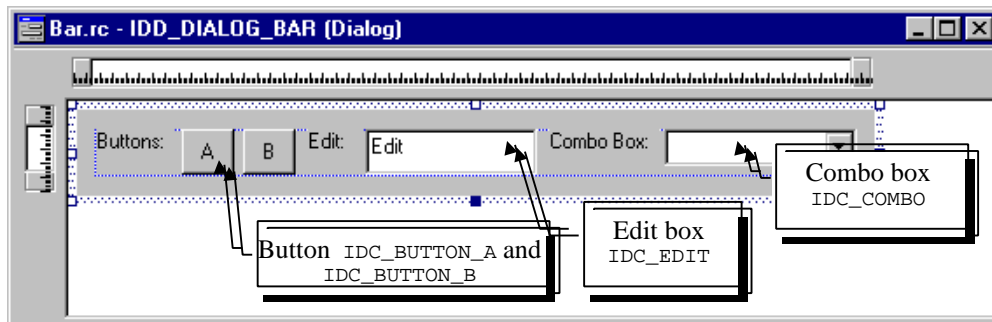 Bar.rc - IDD_DIALOG_BAR (Dialog)
Buttons: A B Edit: Edit Combo Box:
Combo box
IDC_COMBO
Edit box
IDC_EDIT
Button IDC_BUTTON_A and
IDC_BUTTON_B